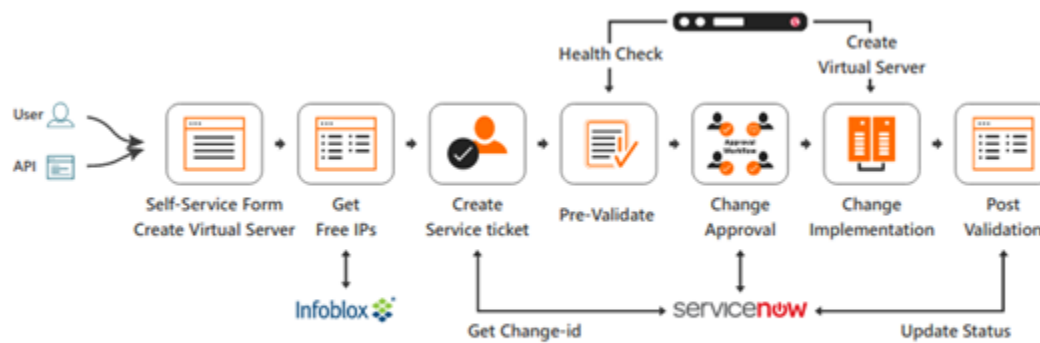 Health Check
Create
Virtual Server
User
API
Approval
Workflow
Self-Service Form
Create Virtual Server
Get
Free IPs
Create
Service ticket
Pre-Validate
Change
Approval
Change
Implementation
Post
Validation
Infoblox
servicenow
Get Change-id
Update Status